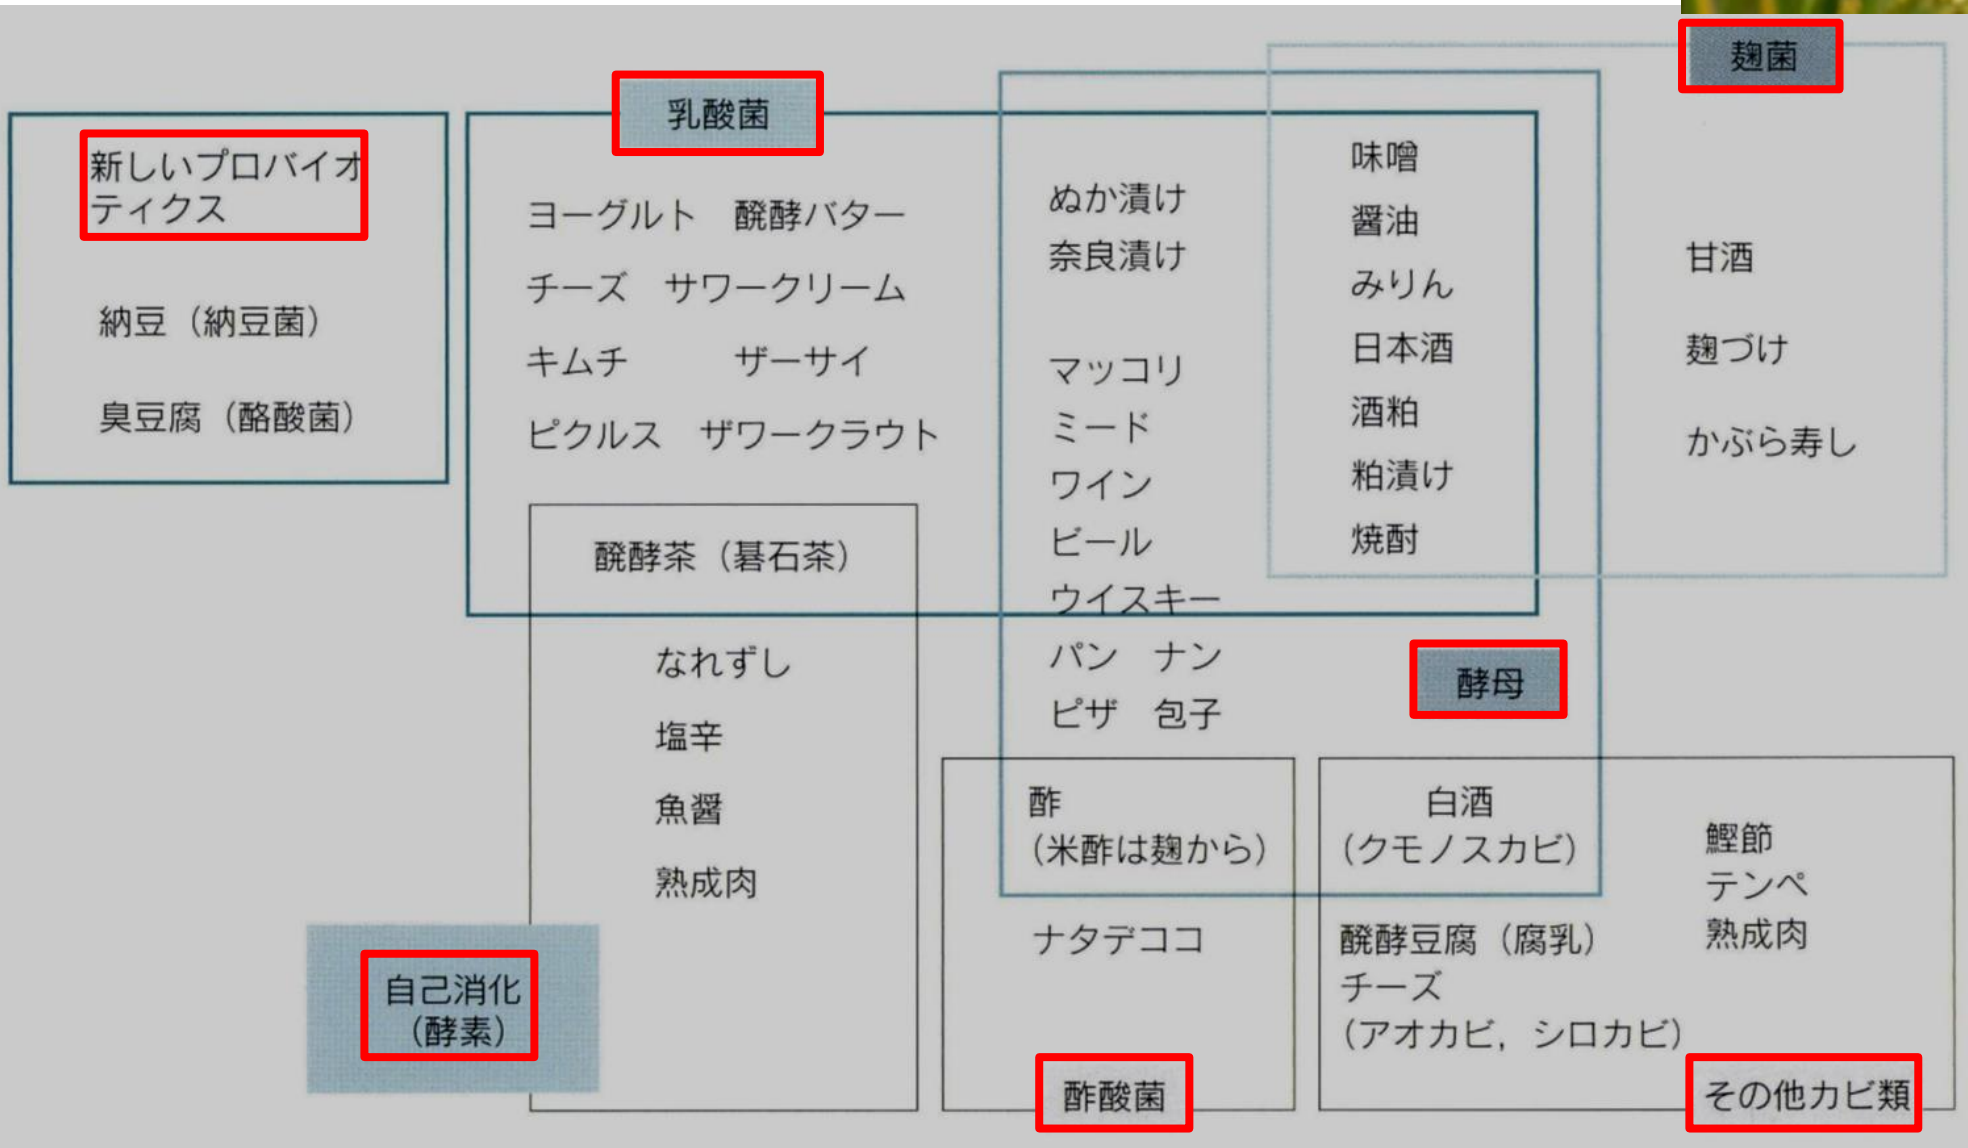 麹菌
乳酸菌
新しいプロバイオ
ティクス
納豆（納豆菌）
臭豆腐（酪酸菌）
ヨーグルト　醗酵バター
チーズ　サワークリーム
キムチ　ザーサイ
ピクルス　ザワークラウト
醗酵茶（碁石茶）
なれずし
塩辛
魚醤
熟成肉
自己消化
（酵素）
ぬか漬け
奈良漬け
マッコリ
ミード
ワイン
ビール
ウイスキー
パン　ナン
ピザ　包子
味噌
醤油
みりん
日本酒
酒粕
粕漬け
焼酎
甘酒
麹づけ
かぶら寿し
酵母
酢
（米酢は麹から）
ナタデココ
酢酸菌
白酒
（クモノスカビ）
醗酵豆腐（腐乳）
チーズ
（アオカビ，シロカビ）
鰹節
テンペ
熟成肉
その他カビ類